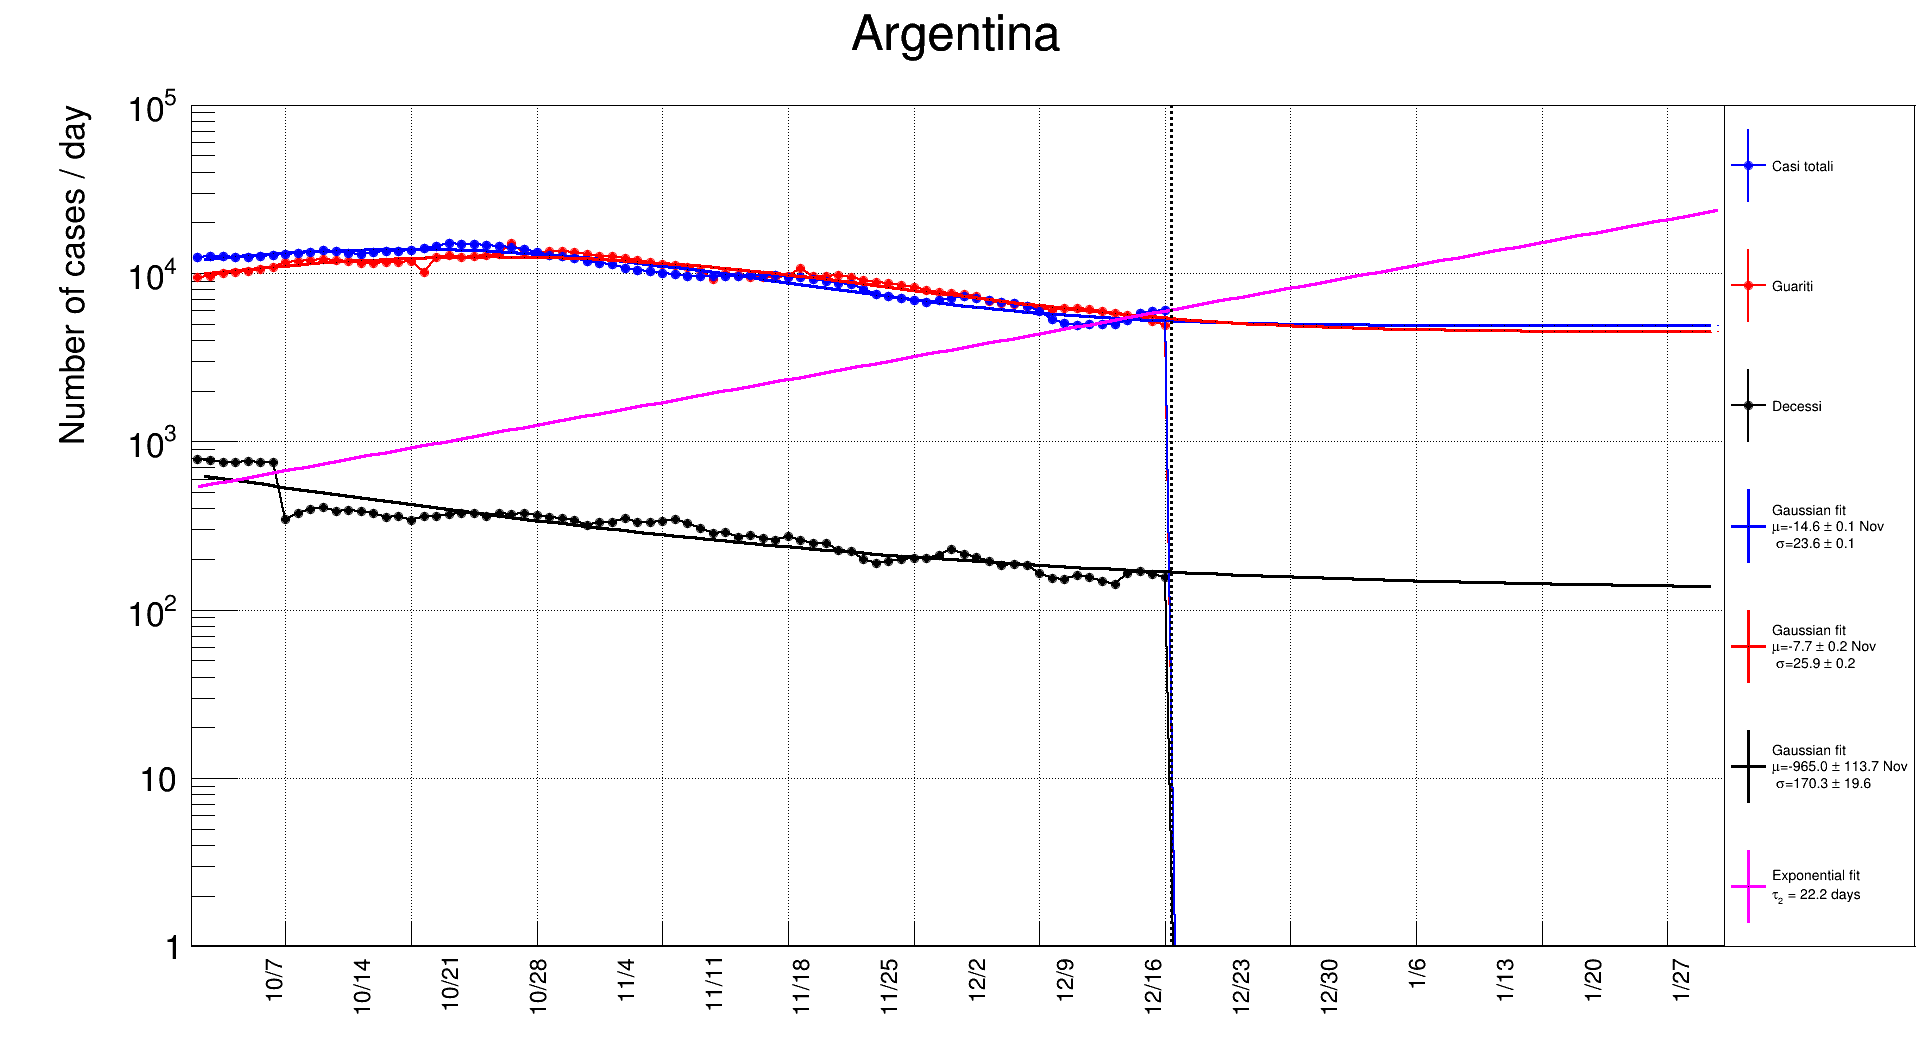 Argentina
Number of cases / day
10^5
10^4
10^3
10^2
10
1
10/7
10/14
10/21
10/28
11/4
11/11
11/18
11/25
12/2
12/9
12/16
12/23
12/30
1/6
1/13
1/20
1/27
Casi totali
Guariti
Decessi
Gaussian fit
μ=-14.6 ± 0.1 Nov
σ=23.6 ± 0.1
Gaussian fit
μ=-7.7 ± 0.2 Nov
σ=25.9 ± 0.2
Gaussian fit
μ=-965.0 ± 113.7 Nov
σ=170.3 ± 19.6
Exponential fit
τ₂ = 22.2 days